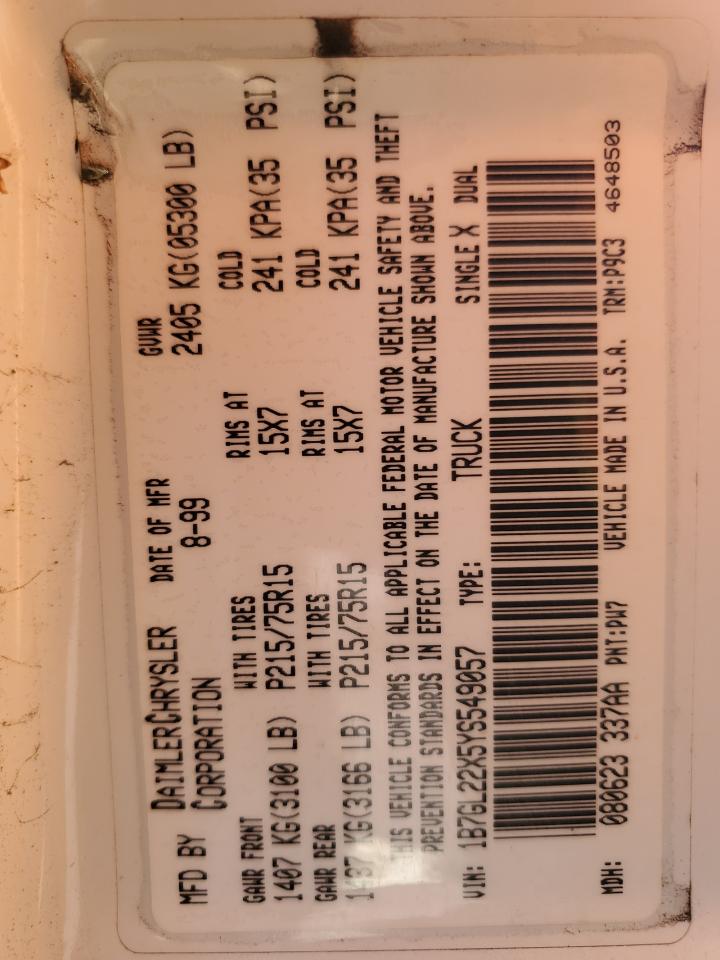 MFD BY DAIMLERCHRYSLER CORPORATION DATE OF MFR 8-99 GVWR 2405 KG(05300 LB)
GAWR FRONT WITH TIRES RIMS AT COLD
1407 KG(3100 LB) P215/75R15 15X7 241 KPA(35 PSI)
GAWR REAR WITH TIRES RIMS AT COLD
KG(3166 LB) P215/75R15 15X7 241 KPA(35 PSI)
THIS VEHICLE CONFORMS TO ALL APPLICABLE FEDERAL MOTOR VEHICLE SAFETY AND THEFT
PREVENTION STANDARDS IN EFFECT ON THE DATE OF MANUFACTURE SHOWN ABOVE.
VIN: 1B7GL22X5YS549057 TYPE: TRUCK SINGLE X DUAL
MDH: 080623 337AA PNT:PW7 VEHICLE MADE IN U.S.A. TRM:P9C3 4648503